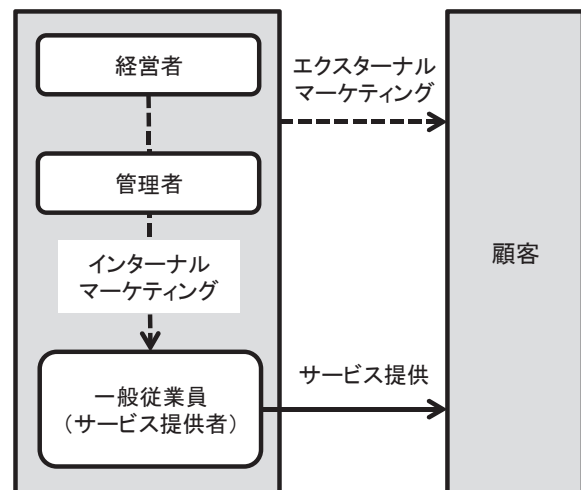 経営者
エクスターナル
マーケティング
管理者
インターナル
マーケティング
顧客
サービス提供
一般従業員
（サービス提供者）